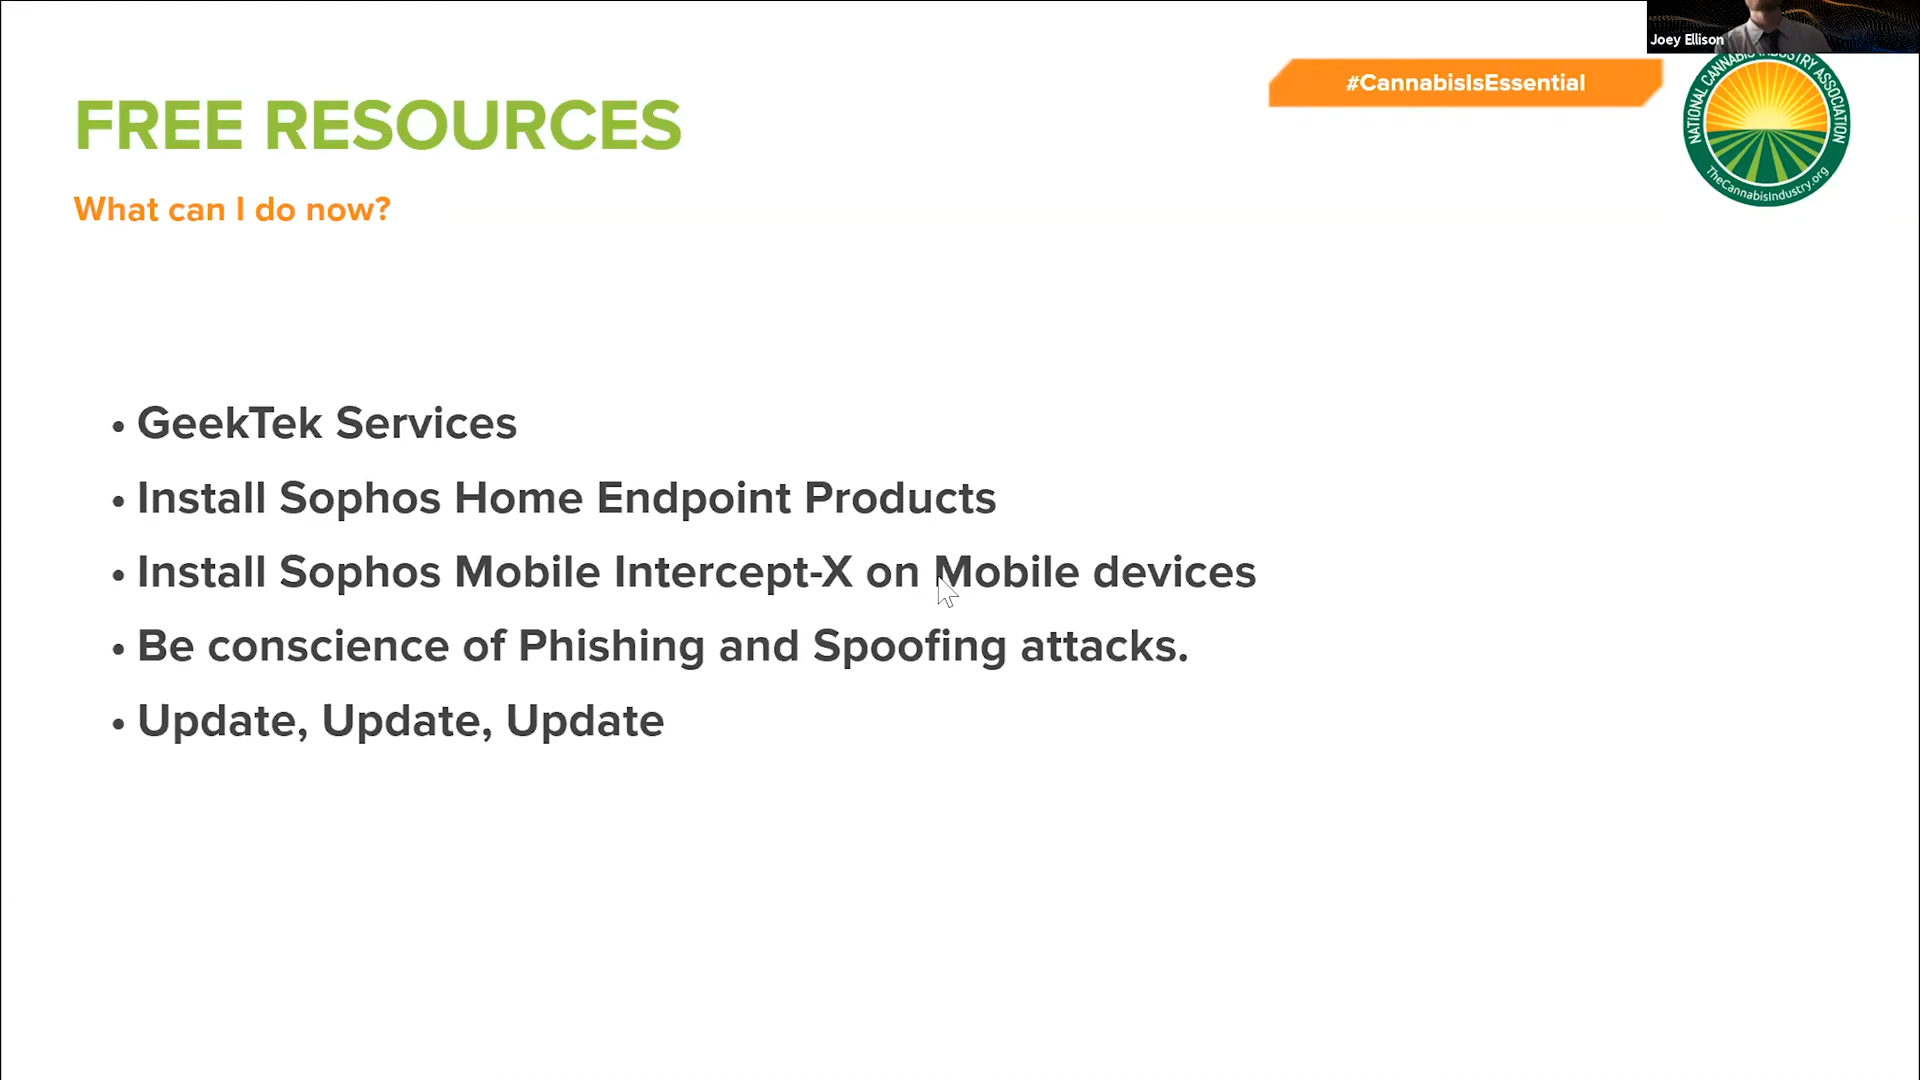 Joey Ellison
#CannabisIsEssential
NATIONAL CANNABIS INDUSTRY ASSOCIATION
TheCannabisIndustry.org
FREE RESOURCES
What can I do now?
• GeekTek Services
• Install Sophos Home Endpoint Products
• Install Sophos Mobile Intercept-X on Mobile devices
• Be conscience of Phishing and Spoofing attacks.
• Update, Update, Update